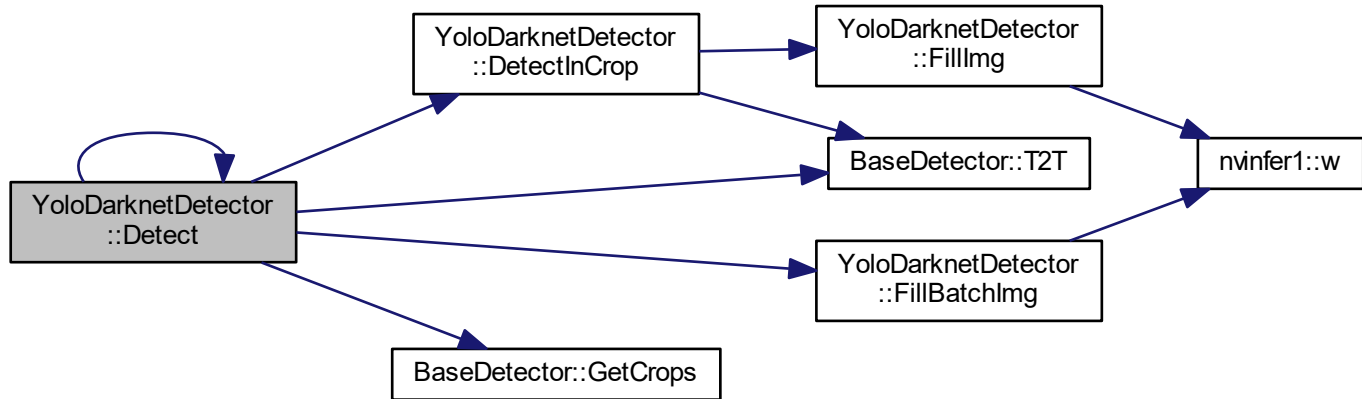 YoloDarknetDetector
::Detect
YoloDarknetDetector
::DetectInCrop
YoloDarknetDetector
::FillImg
BaseDetector::T2T
nvinfer1::w
YoloDarknetDetector
::FillBatchImg
BaseDetector::GetCrops